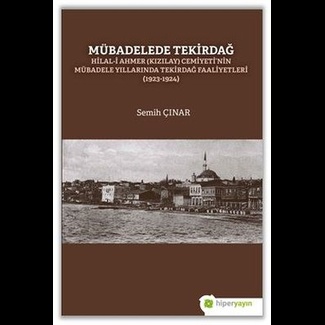 MÜBADELEDE TEKİRDAĞ
HİLAL-İ AHMER (KIZILAY) CEMİYETİ'NİN
MÜBADELE YILLARINDA TEKİRDAĞ FAALİYETLERİ
(1923-1924)
Semih ÇINAR
hiperyayın